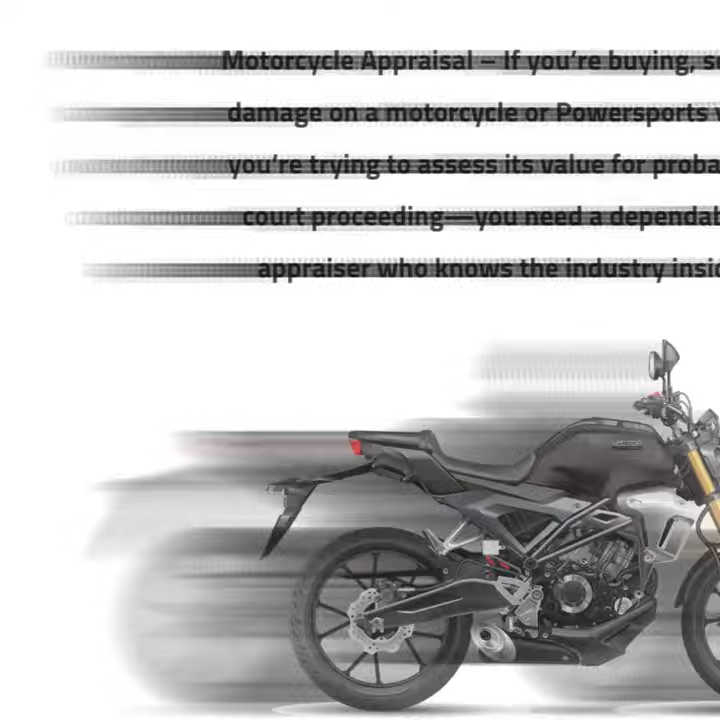 Motorcycle Appraisal – If you’re buying, s
damage on a motorcycle or Powersports
you’re trying to assess its value for proba
court proceeding—you need a dependab
appraiser who knows the industry insid